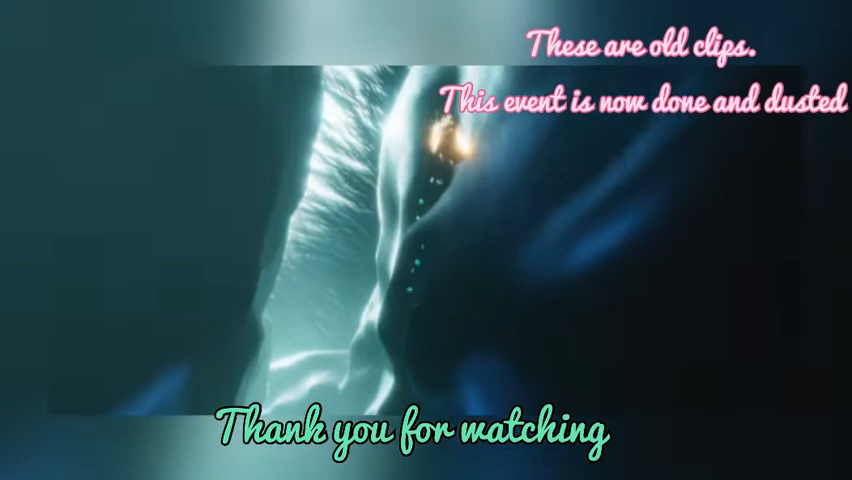 These are old clips.
This event is now done and dusted
Thank you for watching